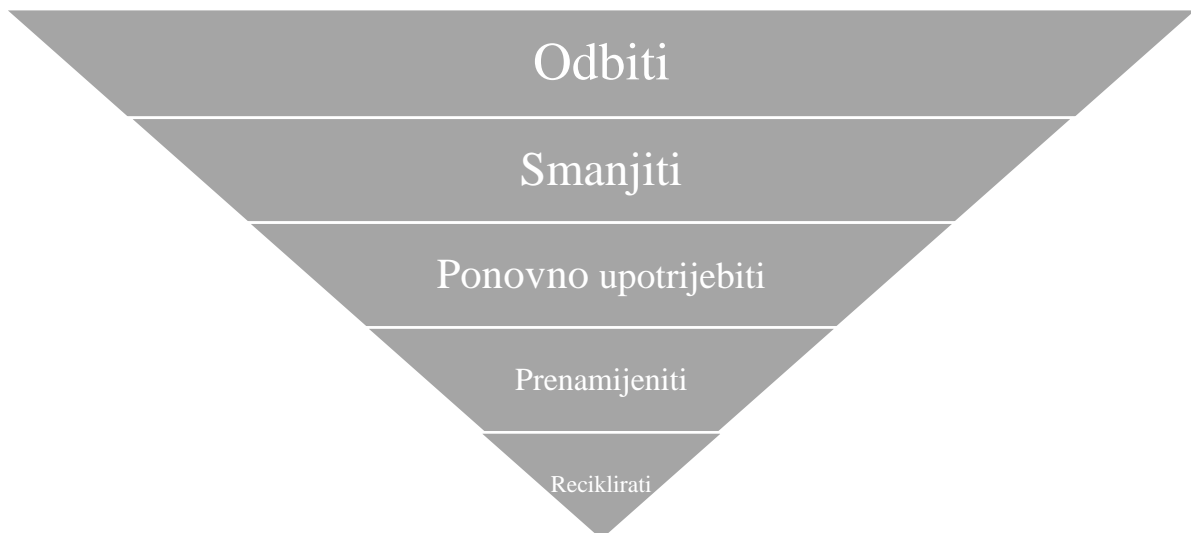 Odbiti
Smanjiti
Ponovno upotrijebiti
Prenamijeniti
Reciklirati